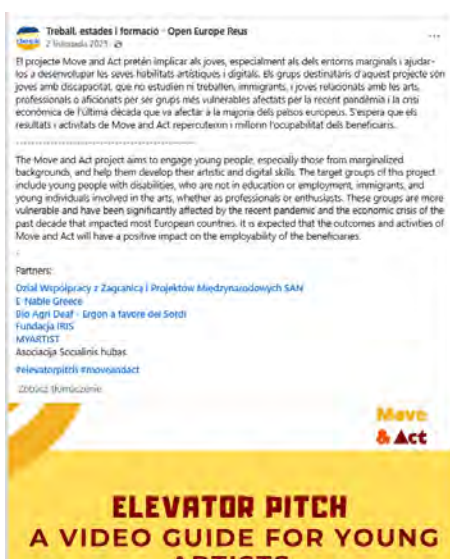 Treball, estades i formació - Open Europe Reus
2 listopada 2023
El projecte Move and Act pretén implicar als joves, especialment als dels entorns marginals i ajudar-
los a desenvolupar les seves habilitats artístiques i digitals. Els grups destinataris d'aquest projecte són
joves amb discapacitat, que no estudien ni treballen, immigrants, i joves relacionats amb les arts,
professionals o aficionats per ser grups més vulnerables afectats per la recent pandèmia i la crisi
econòmica de l'última dècada que va afectar a la majoria dels països europeus. S'espera que els
resultats i activitats de Move and Act repercuteixin i millorin l'ocupabilitat dels beneficiaris.
The Move and Act project aims to engage young people, especially those from marginalized
backgrounds, and help them develop their artistic and digital skills. The target groups of this project
include young people with disabilities, who are not in education or employment, immigrants, and
young individuals involved in the arts, whether as professionals or enthusiasts. These groups are more
vulnerable and have been significantly affected by the recent pandemic and the economic crisis of the
past decade that impacted most European countries. It is expected that the outcomes and activities of
Move and Act will have a positive impact on the employability of the beneficiaries.
Partners:
Dział Współpracy z Zagranicą i Projektów Międzynarodowych SAN
E-Nable Greece
Bio Agri Deaf - Ergon a favore dei Sordi
Fundacja IRIS
MYARTIST
Asociacija Socialinis hubas
#elevatorpitch #moveandact
Zobacz tłumaczenie
Move
& Act
ELEVATOR PITCH
A VIDEO GUIDE FOR YOUNG
ARTISTS